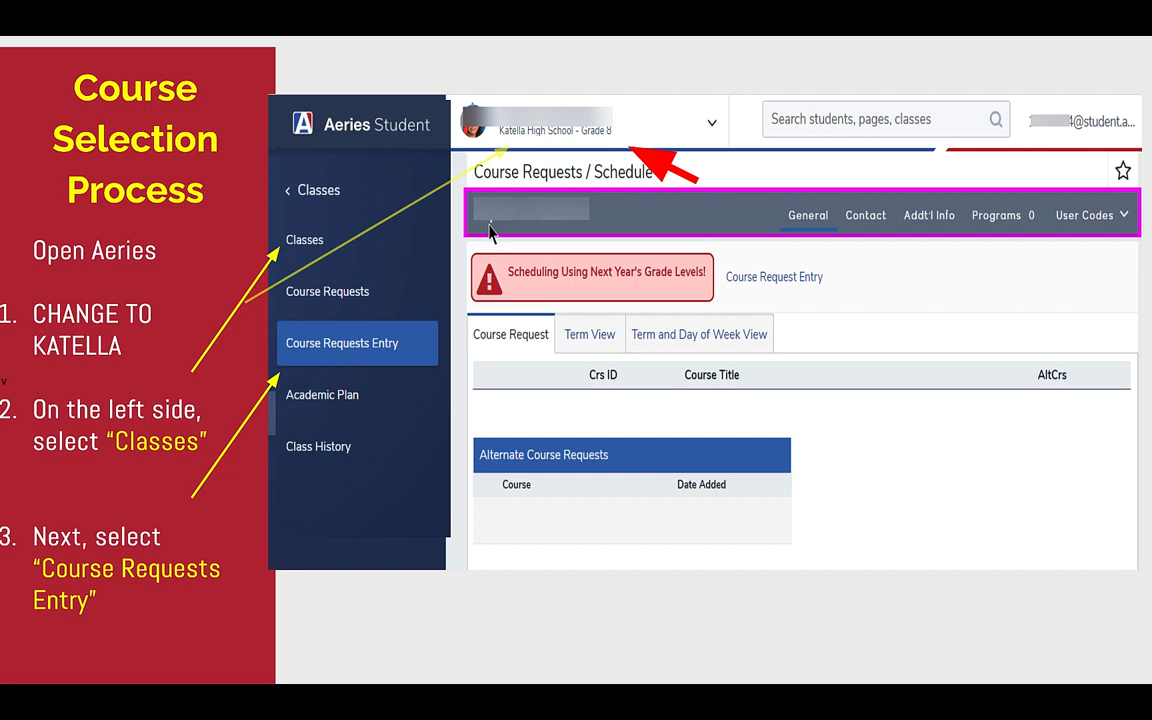 Course
Selection
Process
Open Aeries
1. CHANGE TO
KATELLA
v
2. On the left side,
select “Classes”
3. Next, select
“Course Requests
Entry”
Aeries Student
‹ Classes
Classes
Course Requests
Course Requests Entry
Academic Plan
Class History
Katella High School - Grade 8
Search students, pages, classes
4@student.a...
Course Requests / Schedule
General Contact Addt'l Info Programs 0 User Codes
Scheduling Using Next Year's Grade Levels!
Course Request Entry
Course Request Term View Term and Day of Week View
Crs ID Course Title AltCrs
Alternate Course Requests
Course Date Added